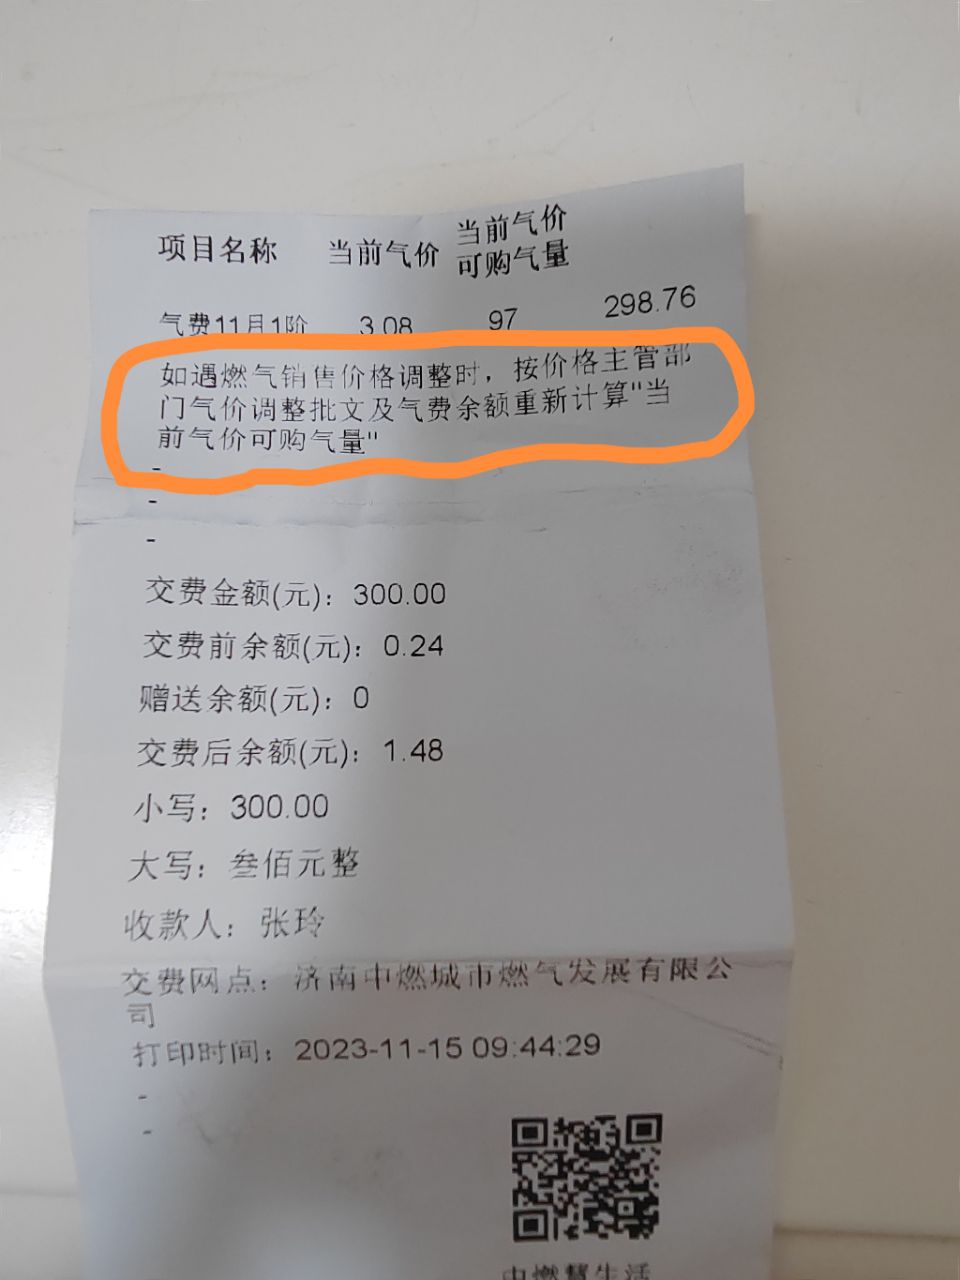 项目名称 当前气价 当前气价
可购气量
气费11月1阶 3.08 97 298.76
如遇燃气销售价格调整时，按价格主管部
门气价调整批文及气费余额重新计算"当
前气价可购气量"
-
-
-
交费金额(元)：300.00
交费前余额(元)：0.24
赠送余额(元)：0
交费后余额(元)：1.48
小写：300.00
大写：叁佰元整
收款人：张玲
交费网点：济南中燃城市燃气发展有限公
司
打印时间：2023-11-15 09:44:29
-
-
中燃慧生活